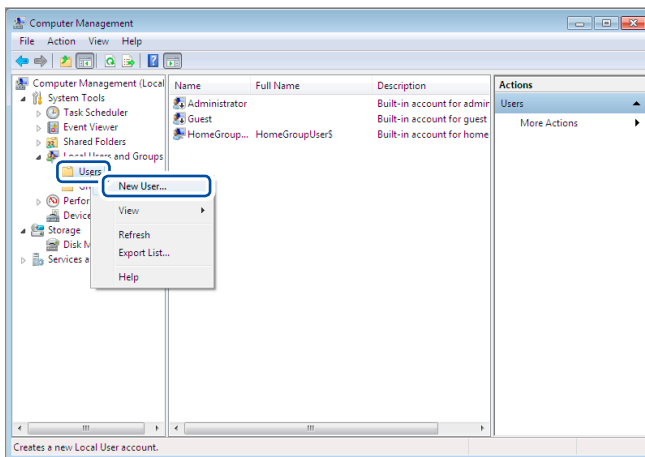 Computer Management
File Action View Help
Computer Management (Local
System Tools
Task Scheduler
Event Viewer
Shared Folders
Local Users and Groups
Users
Perfor
Device
Storage
Disk M
Services a
New User...
View
Refresh
Export List...
Help
Name Full Name Description
Administrator Built-in account for admir
Guest Built-in account for guest
HomeGroup... HomeGroupUser$ Built-in account for home
Actions
Users
More Actions
Creates a new Local User account.